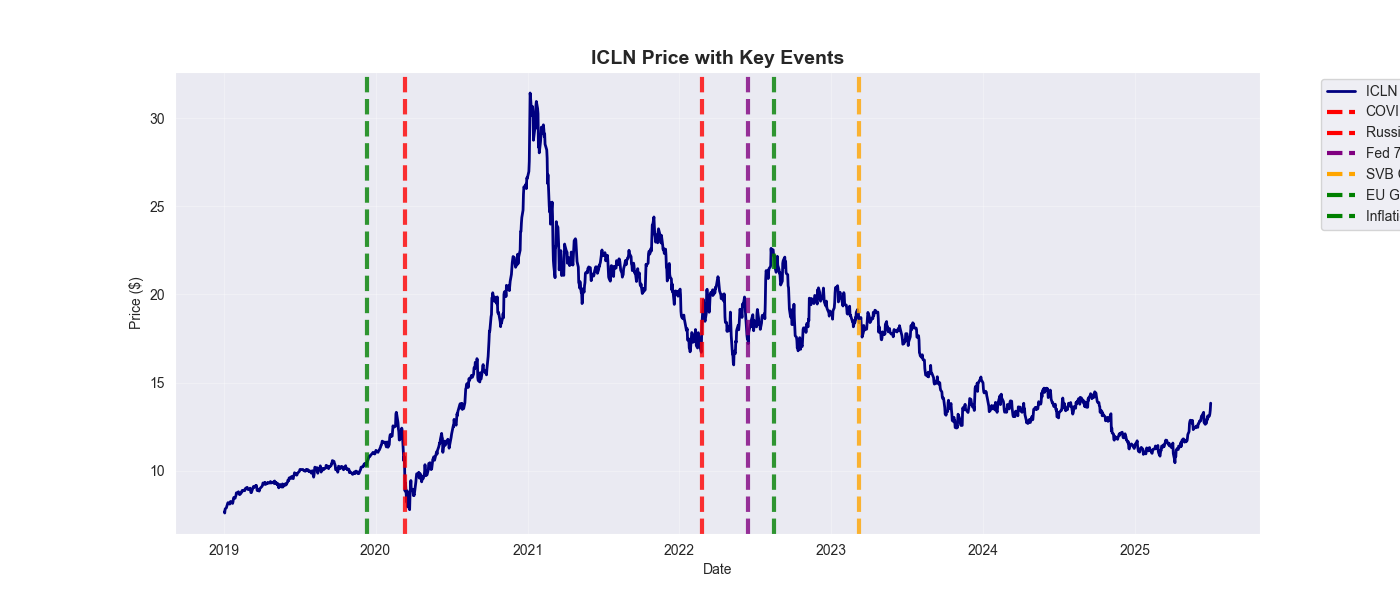 ICLN Price with Key Events
Price ($)
30
25
20
15
10
2019
2020
2021
2022
2023
2024
2025
Date
ICLN
COVI
Russi
Fed 7
SVB
EU G
Inflati